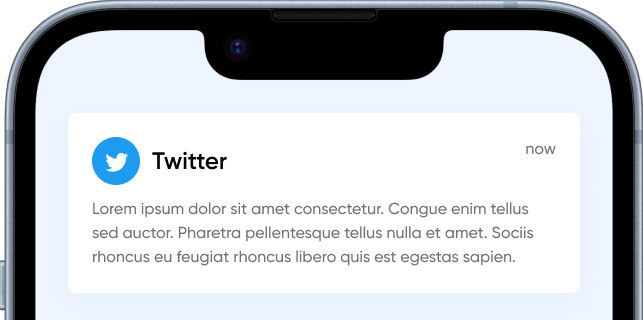 Twitter
now
Lorem ipsum dolor sit amet consectetur. Congue enim tellus
sed auctor. Pharetra pellentesque tellus nulla et amet. Sociis
rhoncus eu feugiat rhoncus libero quis est egestas sapien.